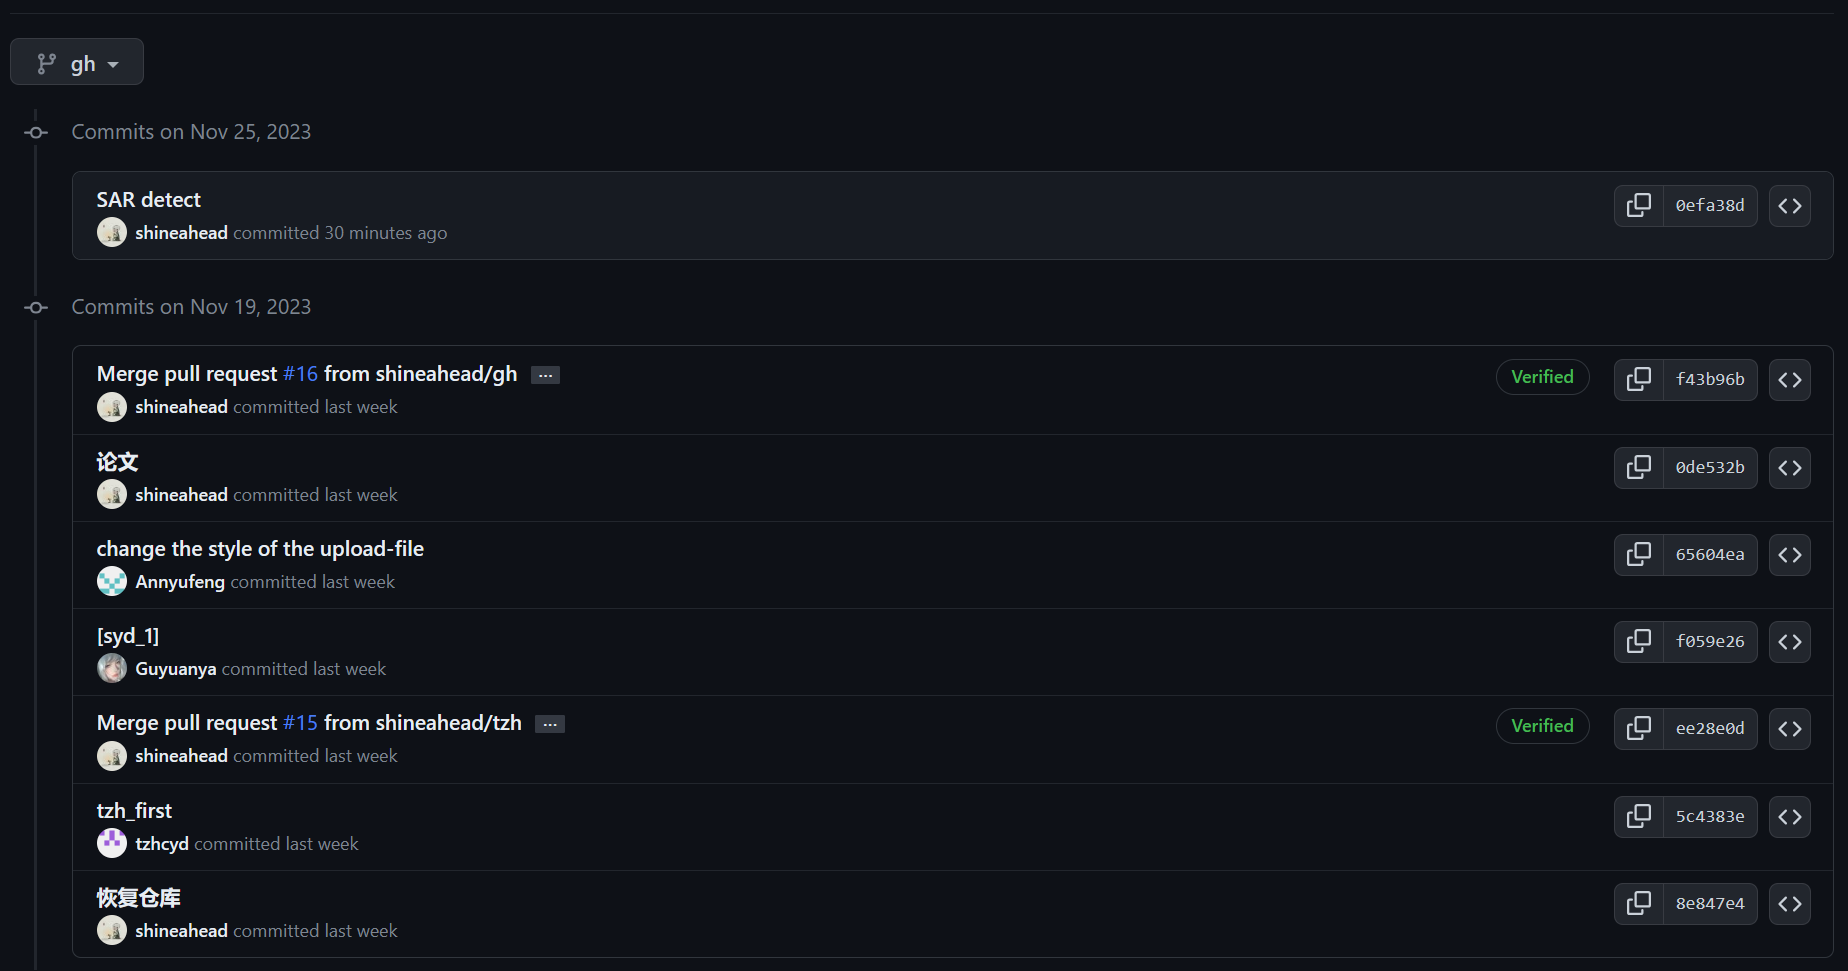 gh
Commits on Nov 25, 2023
SAR detect
0efa38d
shineahead committed 30 minutes ago
Commits on Nov 19, 2023
Merge pull request #16 from shineahead/gh ...
Verified
f43b96b
shineahead committed last week
论文
0de532b
shineahead committed last week
change the style of the upload-file
65604ea
Annyufeng committed last week
[syd_1]
f059e26
Guyuanya committed last week
Merge pull request #15 from shineahead/tzh ...
Verified
ee28e0d
shineahead committed last week
tzh_first
5c4383e
tzhcyd committed last week
恢复仓库
8e847e4
shineahead committed last week